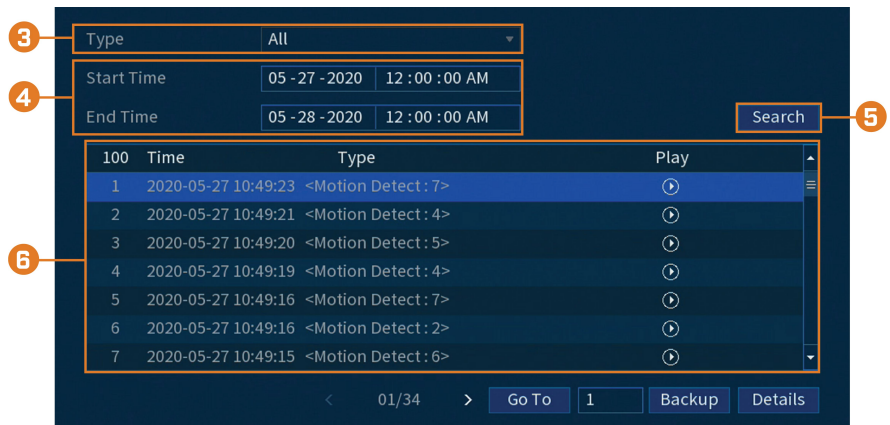 3 Type All
Start Time 05 - 27 - 2020 12 : 00 : 00 AM
4
End Time 05 - 28 - 2020 12 : 00 : 00 AM Search 5
100 Time Type Play
1 2020-05-27 10:49:23 <Motion Detect : 7>
2 2020-05-27 10:49:21 <Motion Detect : 4>
3 2020-05-27 10:49:20 <Motion Detect : 5>
6
4 2020-05-27 10:49:19 <Motion Detect : 4>
5 2020-05-27 10:49:16 <Motion Detect : 7>
6 2020-05-27 10:49:16 <Motion Detect : 2>
7 2020-05-27 10:49:15 <Motion Detect : 6>
< 01/34 > Go To 1 Backup Details